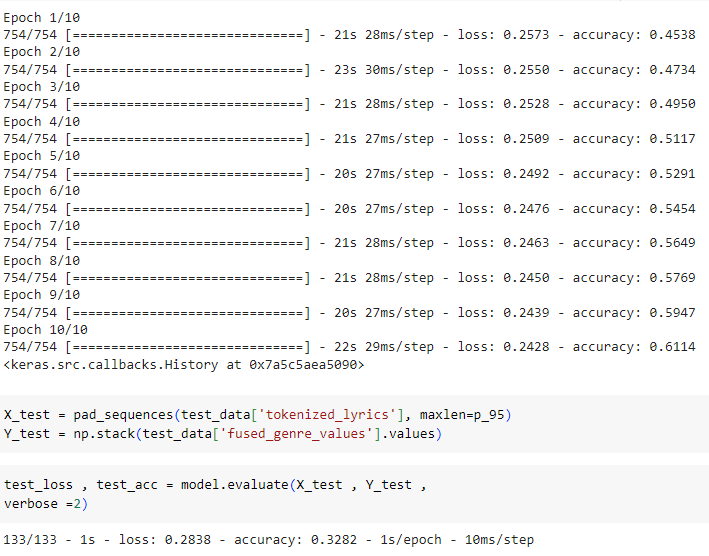 Epoch 1/10
754/754 [==============================] - 21s 28ms/step - loss: 0.2573 - accuracy: 0.4538
Epoch 2/10
754/754 [==============================] - 23s 30ms/step - loss: 0.2550 - accuracy: 0.4734
Epoch 3/10
754/754 [==============================] - 21s 28ms/step - loss: 0.2528 - accuracy: 0.4950
Epoch 4/10
754/754 [==============================] - 21s 27ms/step - loss: 0.2509 - accuracy: 0.5117
Epoch 5/10
754/754 [==============================] - 20s 27ms/step - loss: 0.2492 - accuracy: 0.5291
Epoch 6/10
754/754 [==============================] - 20s 27ms/step - loss: 0.2476 - accuracy: 0.5454
Epoch 7/10
754/754 [==============================] - 21s 28ms/step - loss: 0.2463 - accuracy: 0.5649
Epoch 8/10
754/754 [==============================] - 21s 28ms/step - loss: 0.2450 - accuracy: 0.5769
Epoch 9/10
754/754 [==============================] - 20s 27ms/step - loss: 0.2439 - accuracy: 0.5947
Epoch 10/10
754/754 [==============================] - 22s 29ms/step - loss: 0.2428 - accuracy: 0.6114
<keras.src.callbacks.History at 0x7a5c5aea5090>
X_test = pad_sequences(test_data['tokenized_lyrics'], maxlen=p_95)
Y_test = np.stack(test_data['fused_genre_values'].values)
test_loss , test_acc = model.evaluate(X_test , Y_test ,
verbose =2)
133/133 - 1s - loss: 0.2838 - accuracy: 0.3282 - 1s/epoch - 10ms/step